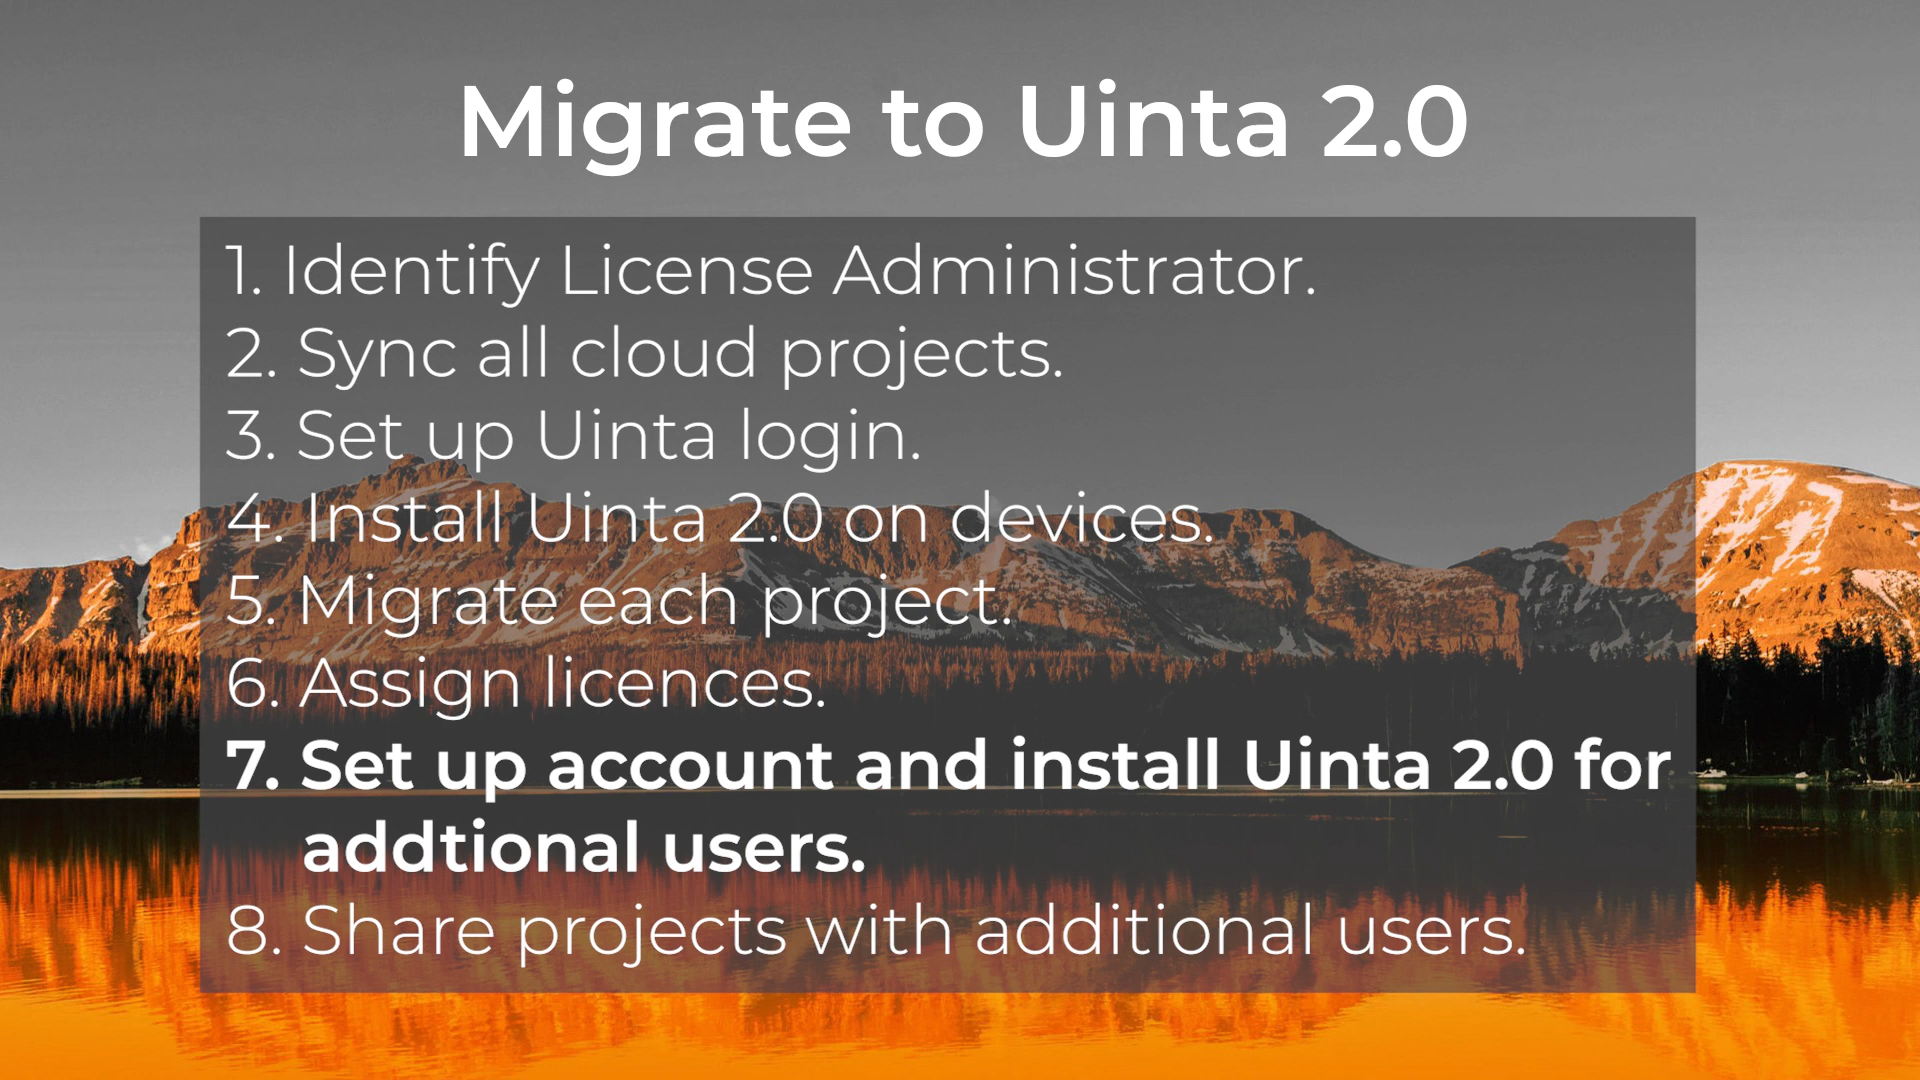 Migrate to Uinta 2.0
1. Identify License Administrator.
2. Sync all cloud projects.
3. Set up Uinta login.
4. Install Uinta 2.0 on devices.
5. Migrate each project.
6. Assign licences.
7. Set up account and install Uinta 2.0 for
addtional users.
8. Share projects with additional users.